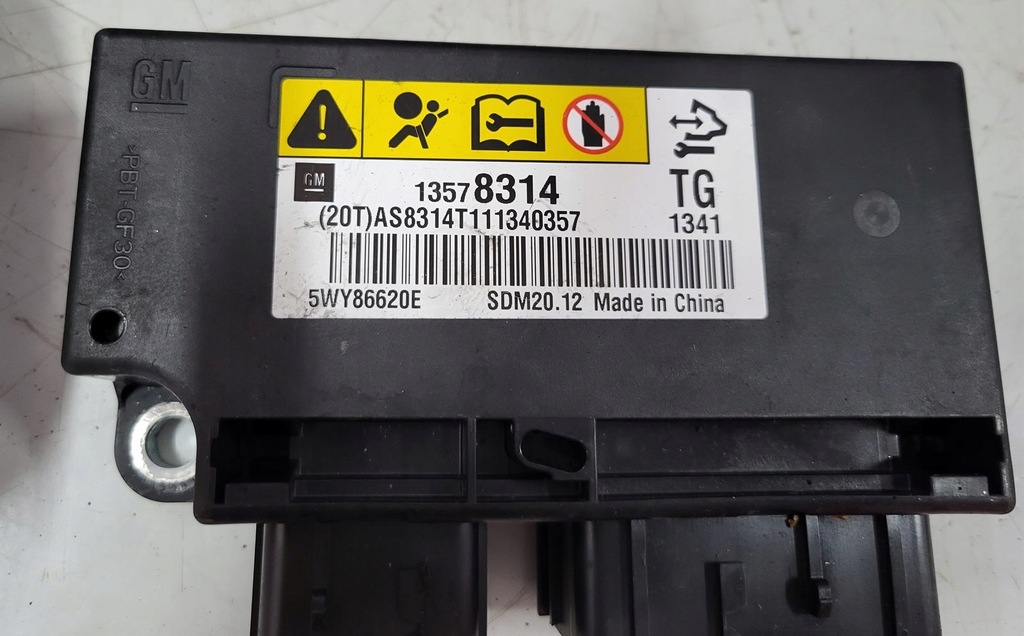 GM
>PBT-GF30<
GM
13578314
TG
(20T)AS8314T111340357
1341
5WY86620E SDM20.12 Made in China